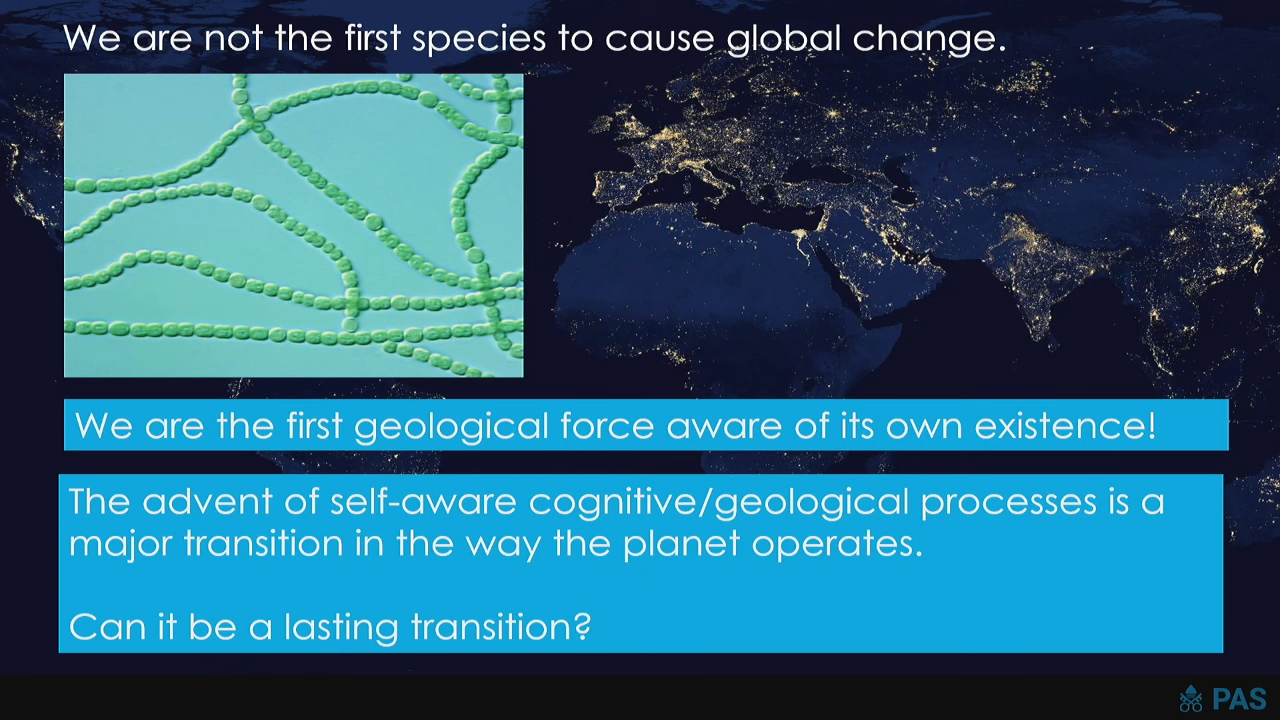 We are not the first species to cause global change.
We are the first geological force aware of its own existence!
The advent of self-aware cognitive/geological processes is a
major transition in the way the planet operates.
Can it be a lasting transition?
PAS